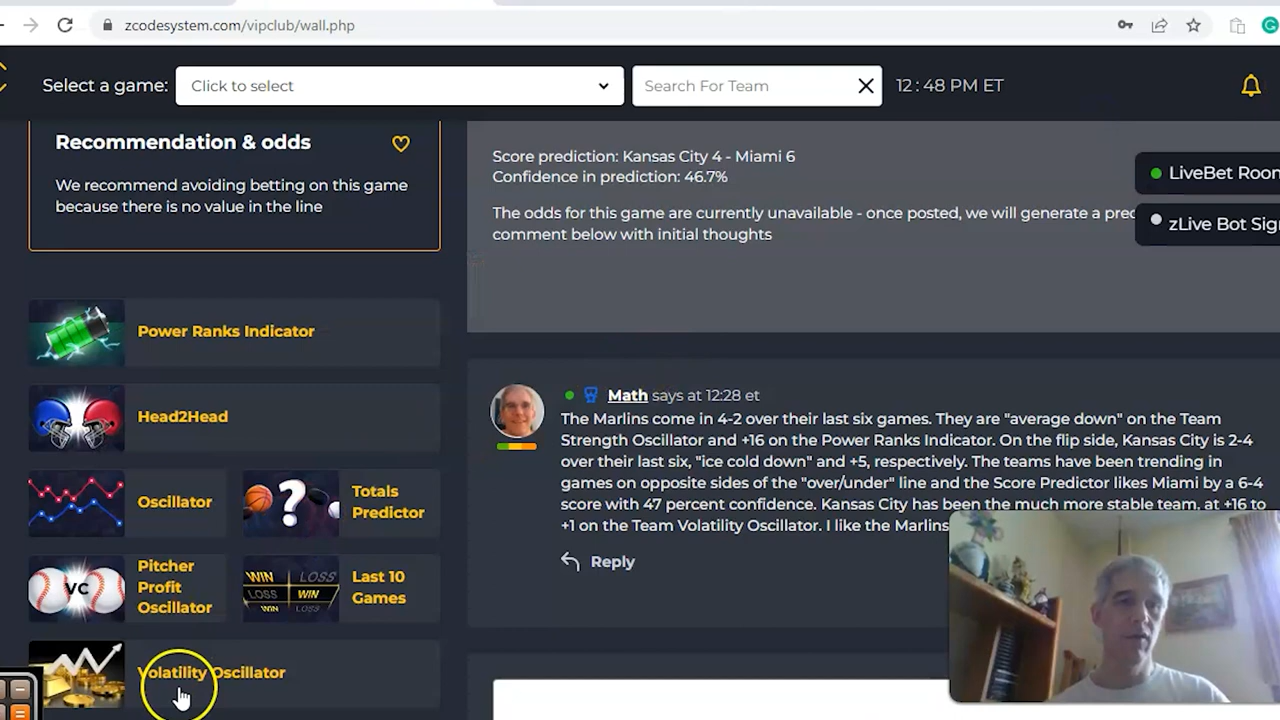 zcodesystem.com/vipclub/wall.php
Select a game:
Click to select
Search For Team
12 : 48 PM ET
Recommendation & odds
We recommend avoiding betting on this game
because there is no value in the line
Score prediction: Kansas City 4 - Miami 6
Confidence in prediction: 46.7%
The odds for this game are currently unavailable - once posted, we will generate a
comment below with initial thoughts
LiveBet
zLive Bot
Power Ranks Indicator
Head2Head
Oscillator
Totals
Predictor
Pitcher
Profit
Oscillator
VC
Last 10
Games
WIN LOSS
LOSS WIN
WIN LOSS
Volatility Oscillator
Math says at 12:28 et
The Marlins come in 4-2 over their last six games. They are "average down" on the Team
Strength Oscillator and +16 on the Power Ranks Indicator. On the flip side, Kansas City is 2-4
over their last six, "ice cold down" and +5, respectively. The teams have been trending in
games on opposite sides of the "over/under" line and the Score Predictor likes Miami by a 6-4
score with 47 percent confidence. Kansas City has been the much more stable team, at +16 to
+1 on the Team Volatility Oscillator. I like the Marlins
Reply